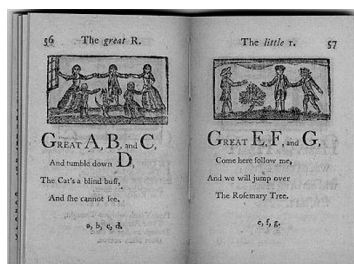 56 The great R.
GREAT A, B, and C,
And tumble down D,
The Cat's a blind buff,
And ſhe cannot ſee.
a, b, c, d.
The little r. 57
GREAT E, F, and G,
Come here follow me,
And we will jump over
The Roſemary Tree.
e, f, g.